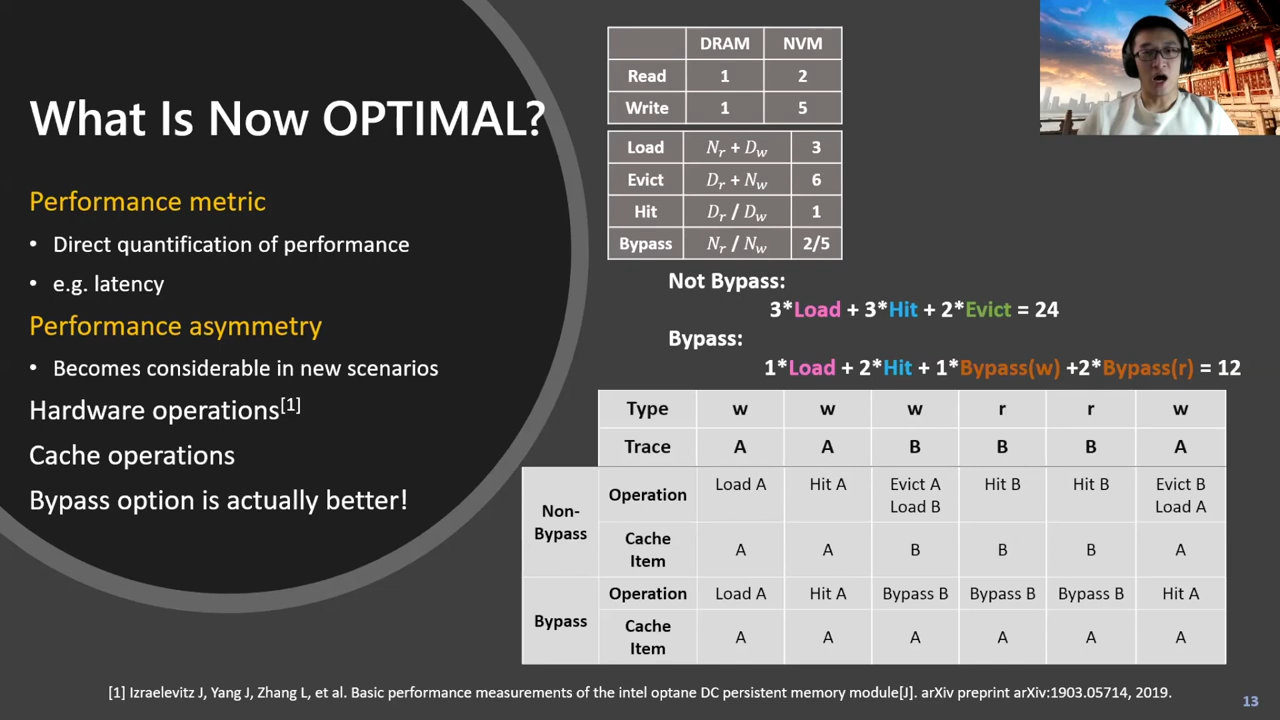 What Is Now OPTIMAL?
Performance metric
• Direct quantification of performance
• e.g. latency
Performance asymmetry
• Becomes considerable in new scenarios
Hardware operations[1]
Cache operations
Bypass option is actually better!
DRAM NVM
Read 1 2
Write 1 5
Load Nr + Dw 3
Evict Dr + Nw 6
Hit Dr / Dw 1
Bypass Nr / Nw 2/5
Not Bypass:
3*Load + 3*Hit + 2*Evict = 24
Bypass:
1*Load + 2*Hit + 1*Bypass(w) +2*Bypass(r) = 12
Type w w w r r w
Trace A A B B B A
Non-
Bypass
Operation Load A Hit A Evict A Hit B Hit B Evict B
Load B Load A
Cache
Item A A B B B A
Bypass
Operation Load A Hit A Bypass B Bypass B Bypass B Hit A
Cache
Item A A A A A A
[1] Izraelevitz J, Yang J, Zhang L, et al. Basic performance measurements of the intel optane DC persistent memory module[J]. arXiv preprint arXiv:1903.05714, 2019.
13